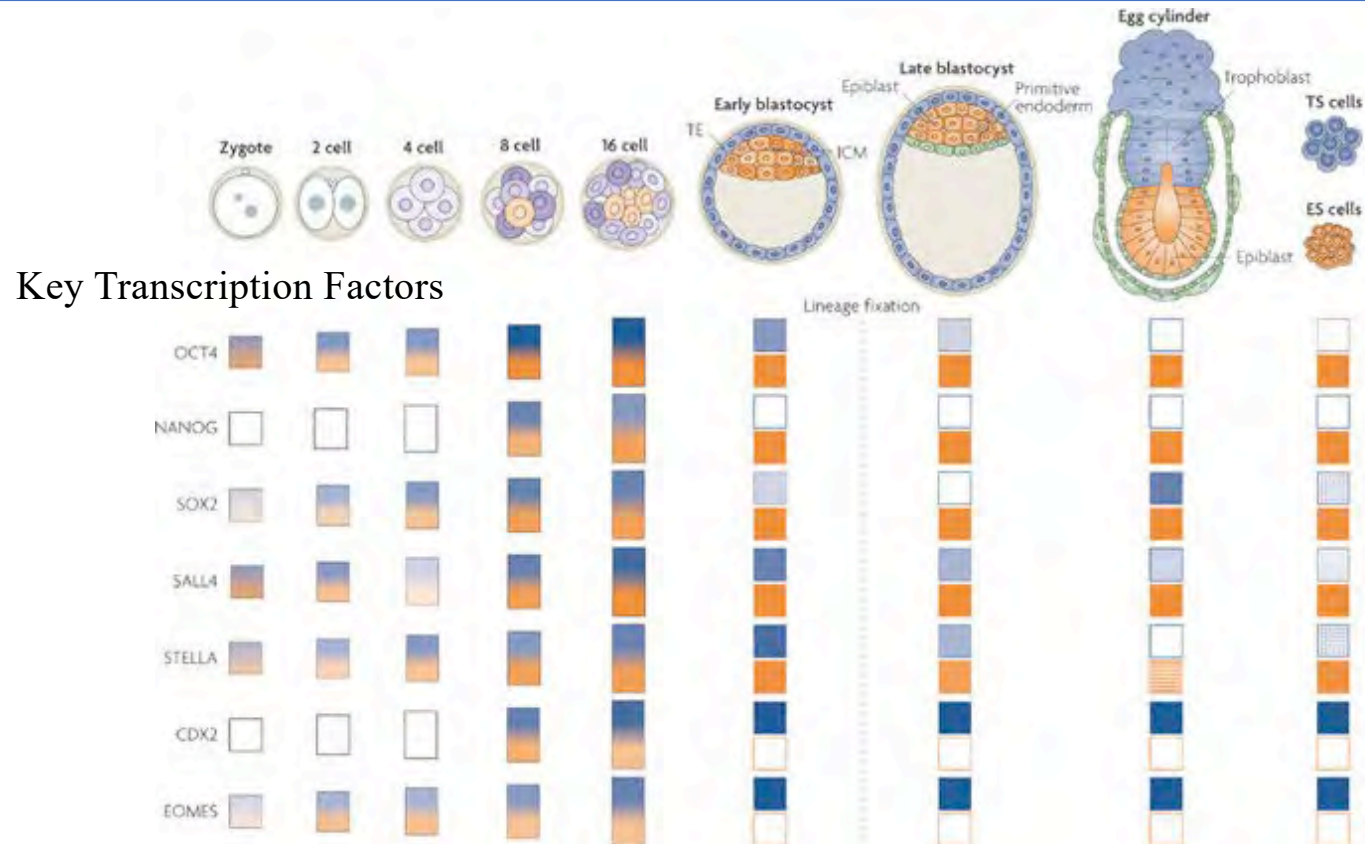 Egg cylinder
Late blastocyst
Epiblast
Primitive
endoderm
Trophoblast
TS cells
Early blastocyst
TE
ICM
Zygote
2 cell
4 cell
8 cell
16 cell
ES cells
Epiblast
Key Transcription Factors
Lineage fixation
OCT4
NANOG
SOX2
SALL4
STELLA
CDX2
EOMES